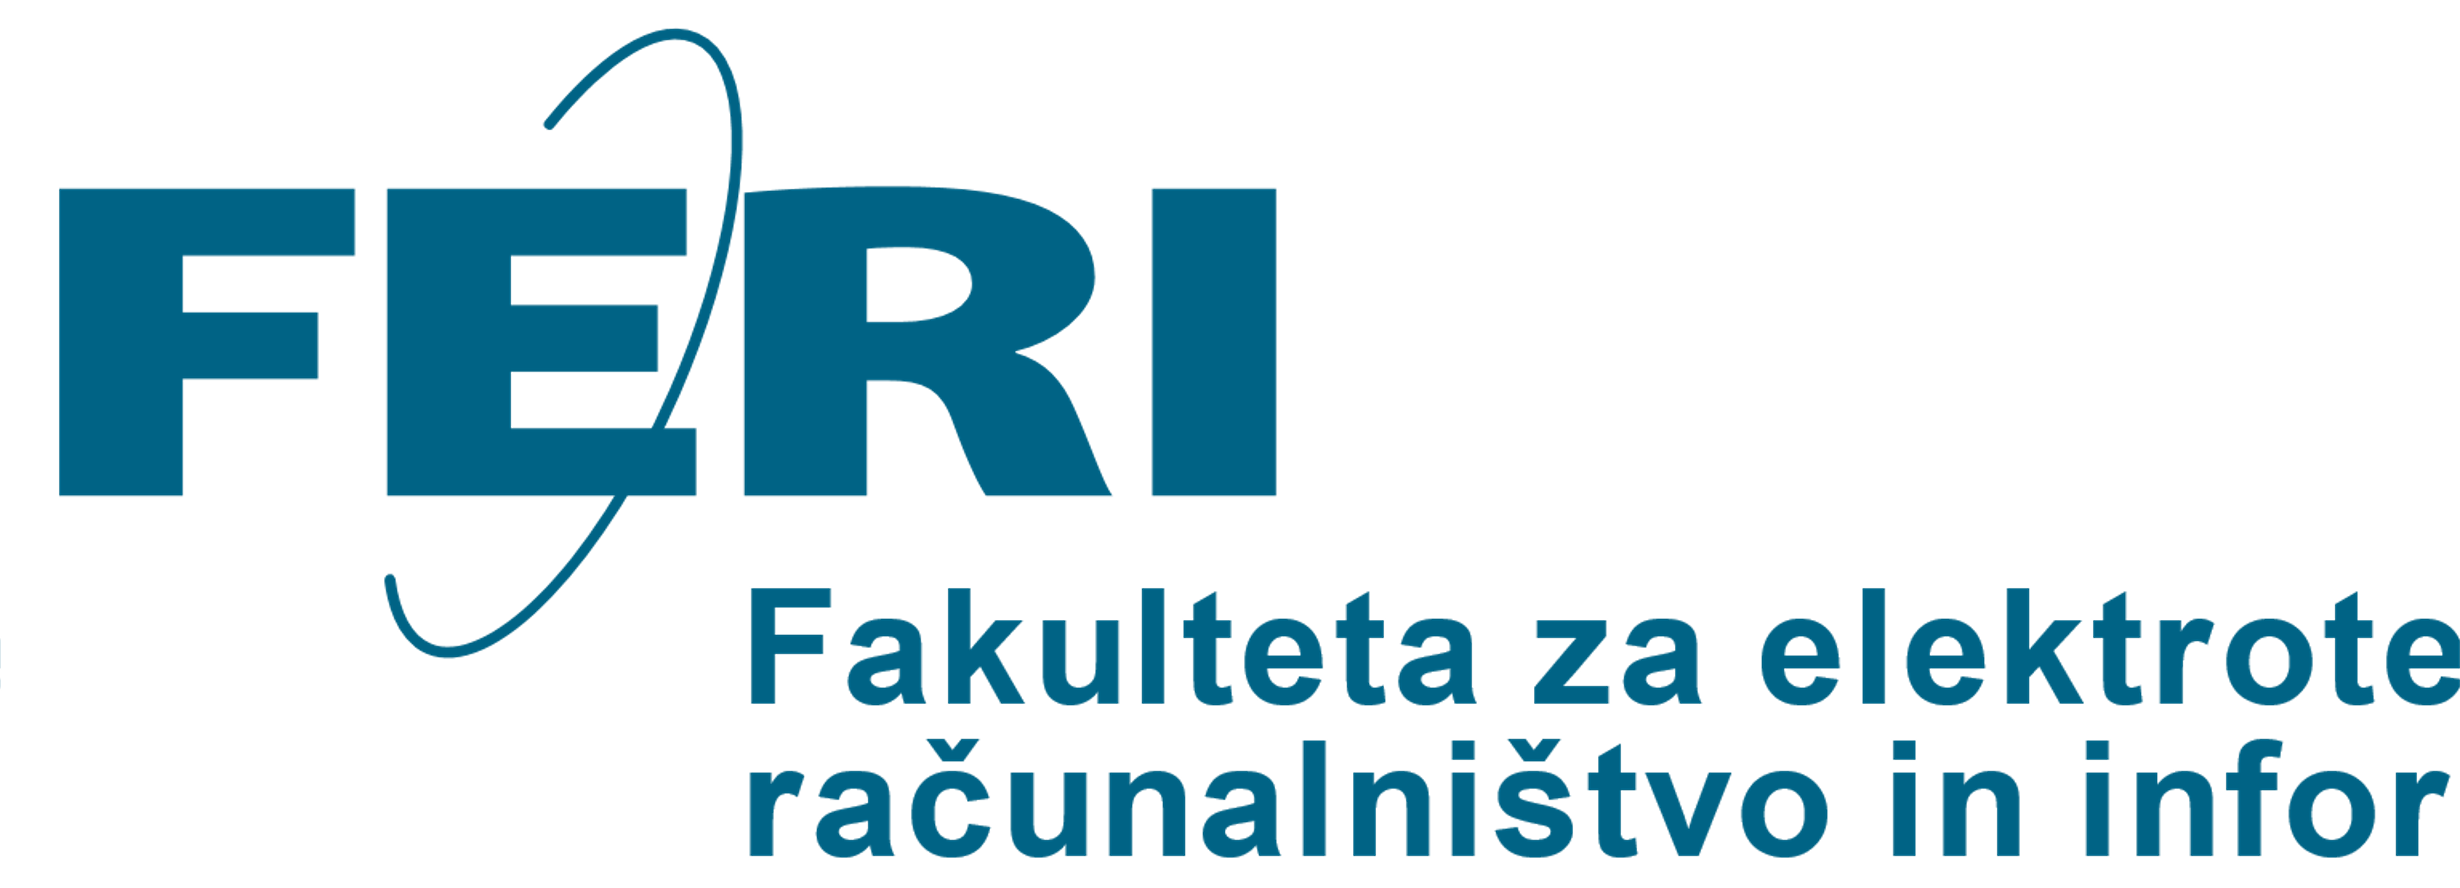 FERI
Fakulteta za elektrote
računalništvo in infor